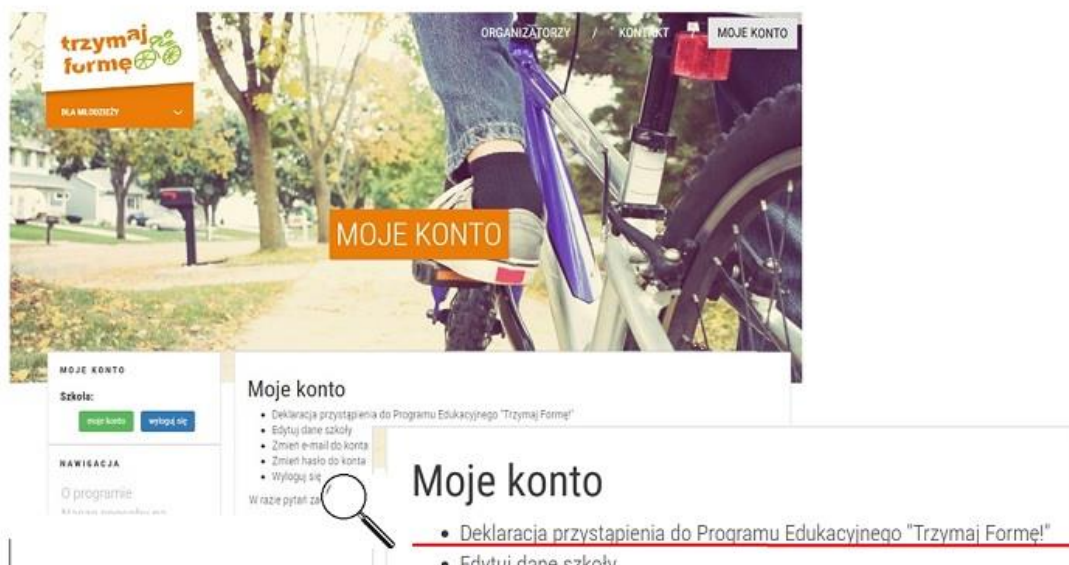 trzymaj
formę
ORGANIZATORZY / KONTAKT MOJE KONTO
DLA MŁODZIEŻY
MOJE KONTO
MOJE KONTO
Szkoła:
moje konto wyloguj się
NAWIGACJA
O programie
Moje konto
• Deklaracja przystąpienia do Programu Edukacyjnego "Trzymaj Formę!"
• Edytuj dane szkoły
• Zmień e-mail do konta
• Zmień hasło do konta
• Wyloguj się
W razie pytań
Moje konto
• Deklaracja przystąpienia do Programu Edukacyjnego "Trzymaj Formę!"
• Edytuj dane szkoły